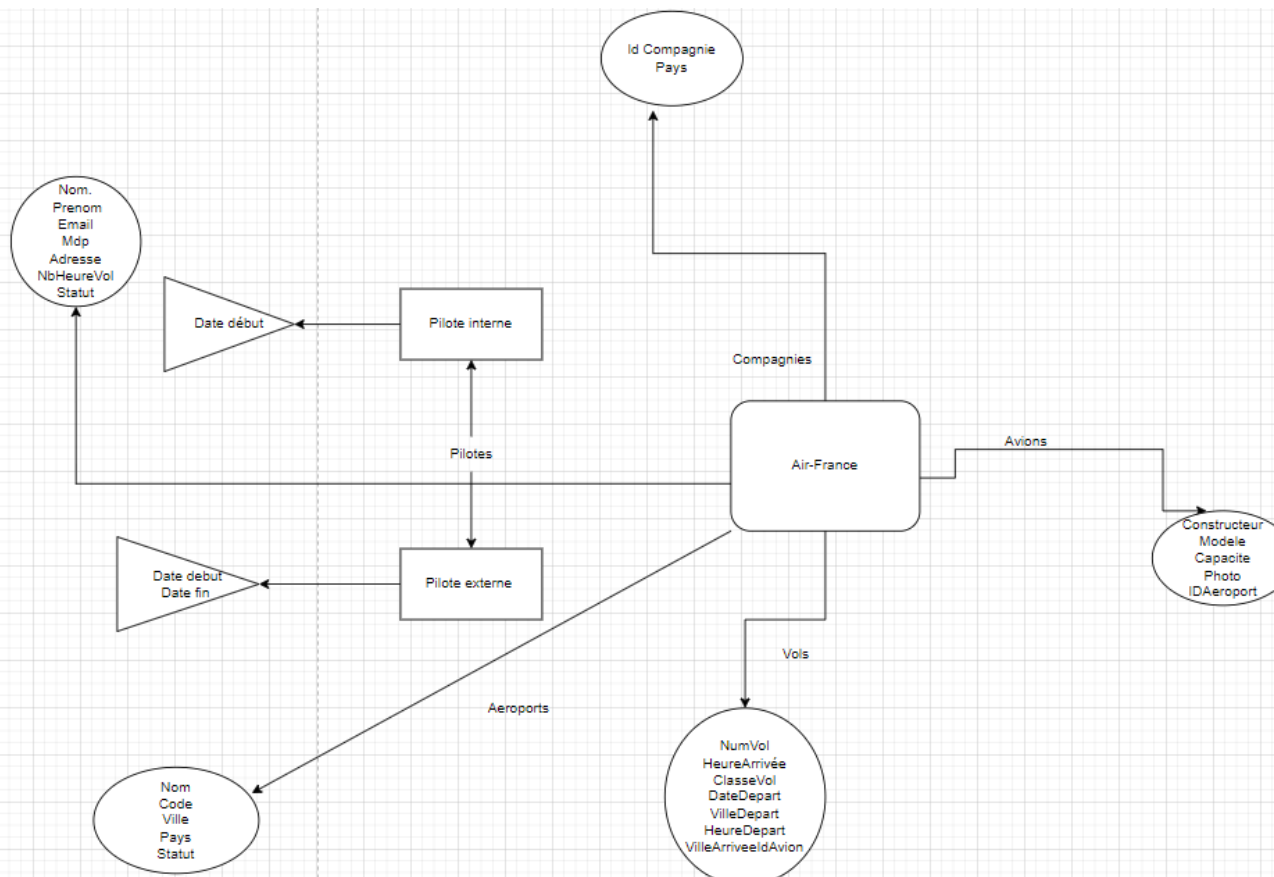 Id Compagnie
Pays
Nom.
Prenom
Email
Mdp
Adresse
NbHeureVol
Statut
Date début
Pilote interne
Compagnies
Pilotes
Air-France
Avions
Constructeur
Modele
Capacite
Photo
IDAeroport
Date debut
Date fin
Pilote externe
Vols
Aeroports
NumVol
HeureArrivée
ClasseVol
DateDepart
VilleDepart
HeureDepart
VilleArriveeIdAvion
Nom
Code
Ville
Pays
Statut